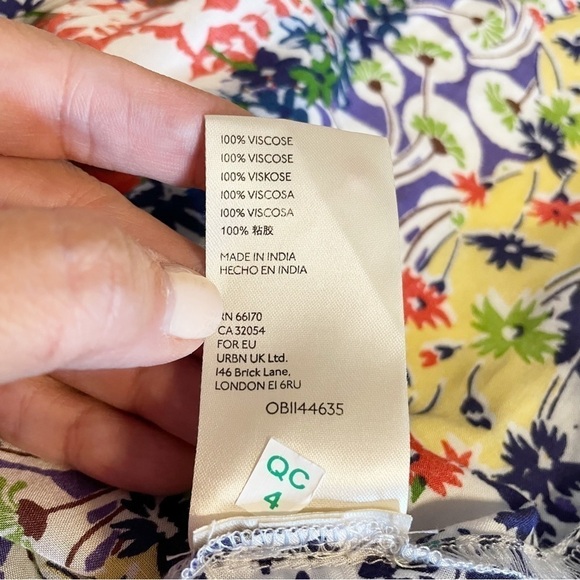 100% VISCOSE
100% VISCOSE
100% VISKOSE
100% VISCOSA
100% VISCOSA
100% 粘胶
MADE IN INDIA
HECHO EN INDIA
RN 66170
CA 32054
FOR EU
URBN UK Ltd.
146 Brick Lane,
LONDON E1 6RU
OB1144635
QC
4